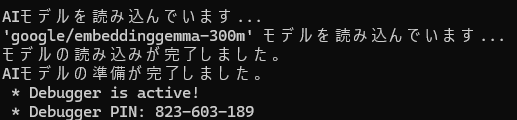 AIモデルを読み込んでいます...
'google/embeddinggemma-300m' モデルを読み込んでいます...
モデルの読み込みが完了しました。
AIモデルの準備が完了しました。
 * Debugger is active!
 * Debugger PIN: 823-603-189